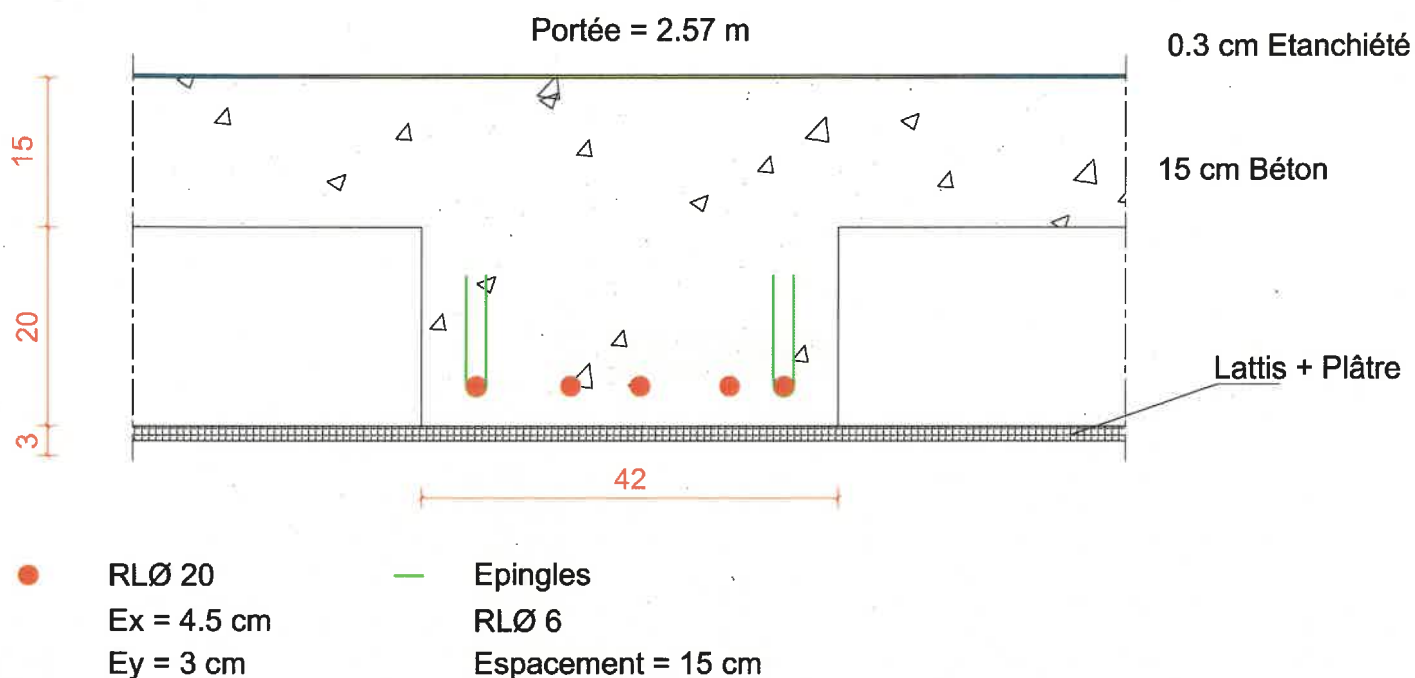 Portée = 2.57 m
0.3 cm Etanchiété
15
15 cm Béton
20
Lattis + Plâtre
3
42
RLØ 20
Epingles
Ex = 4.5 cm
RLØ 6
Ey = 3 cm
Espacement = 15 cm